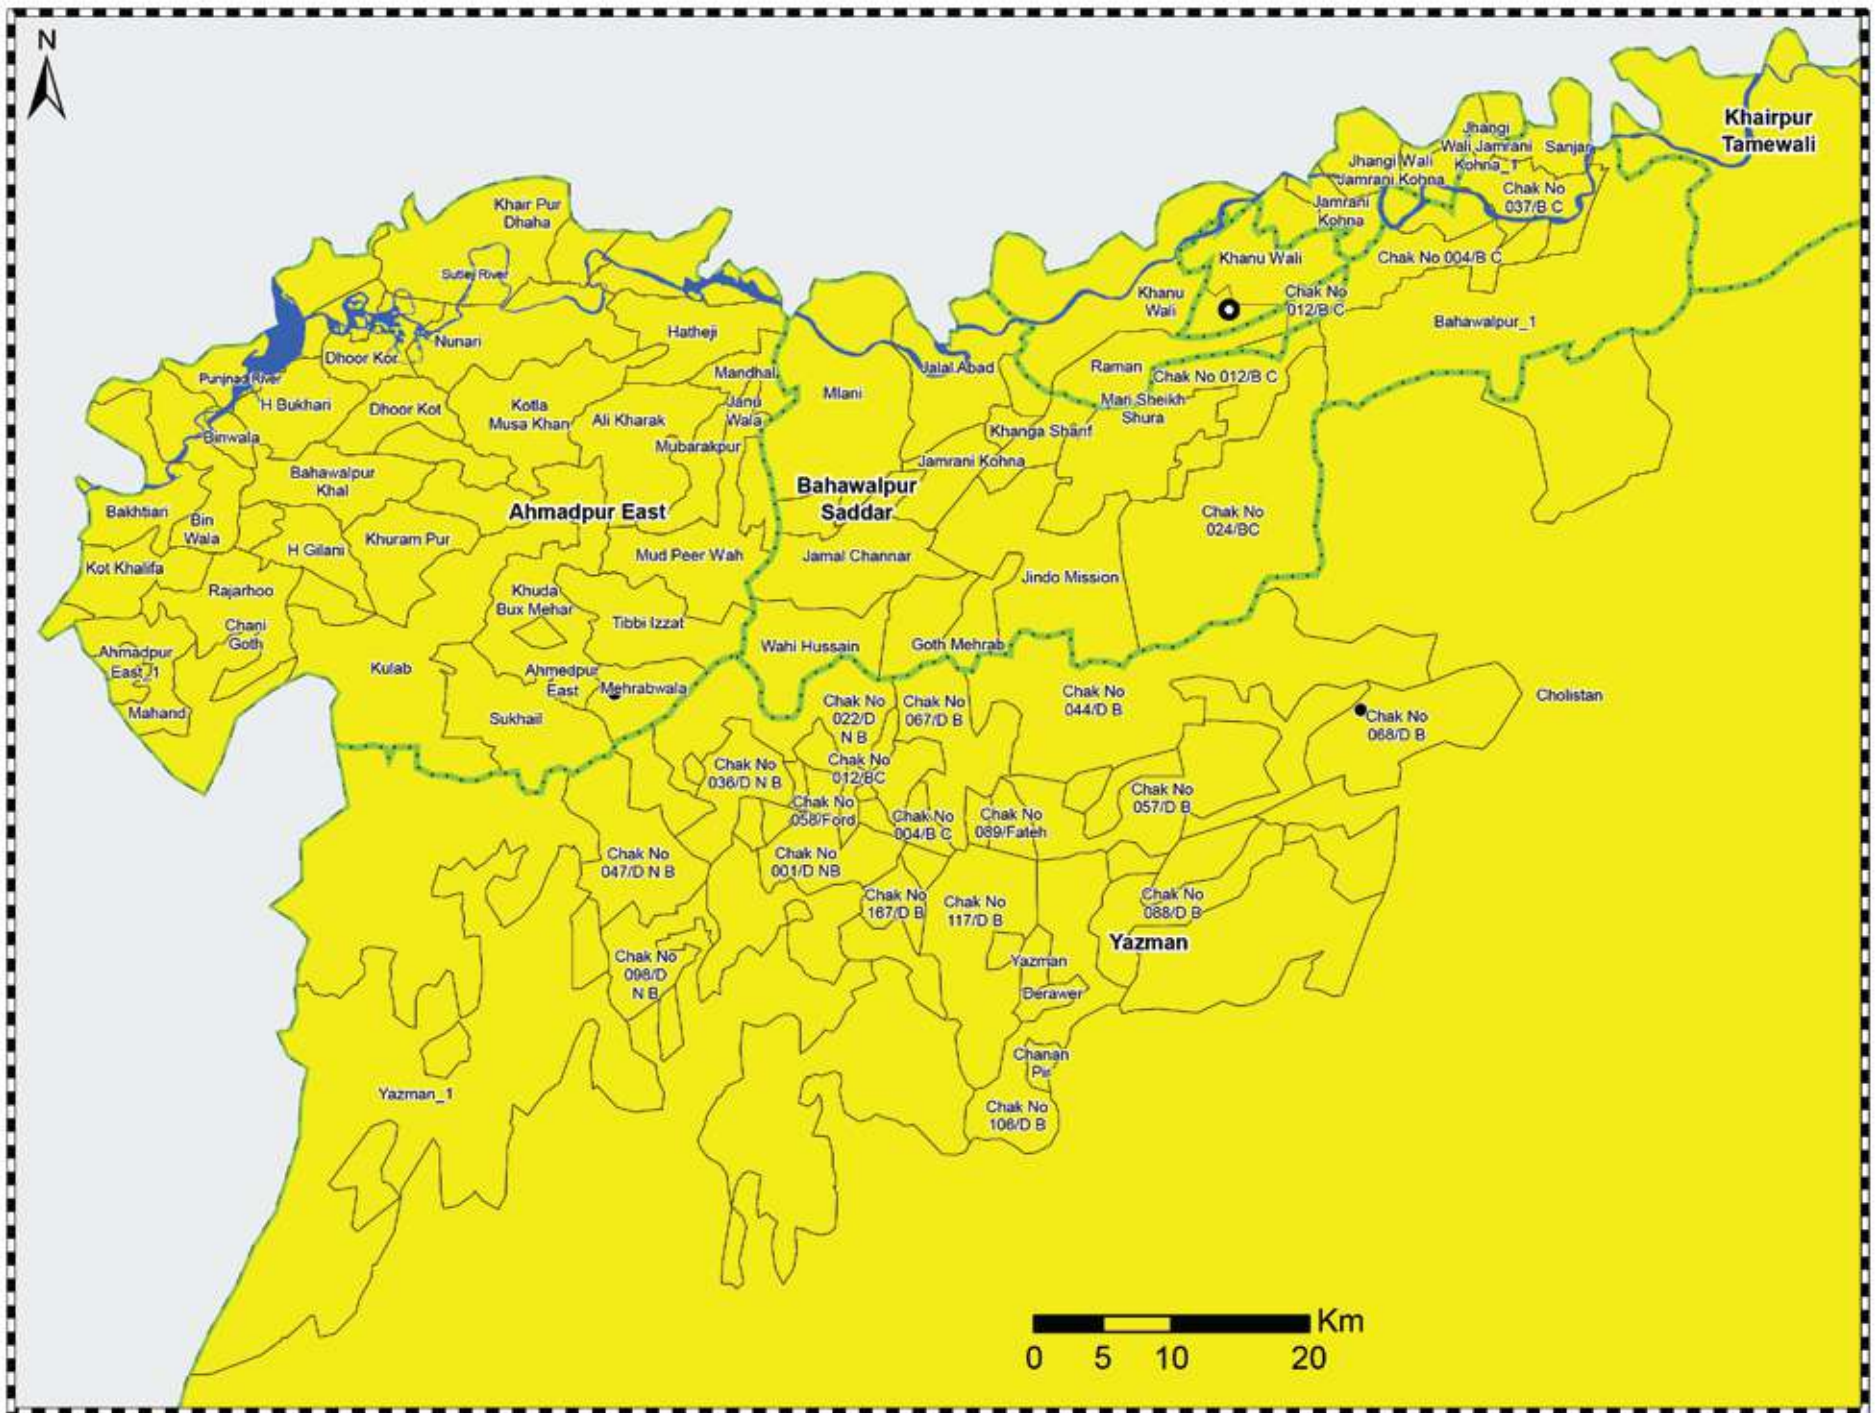 N
Khairpur
Tamewali
Jhangi
Wali Jamrani
Kohna_1
Sanjar
Jhangi Wali
Jamrani Kohna
Chak No
037/B C
Jamrani
Kohna
Khair Pur
Dhaha
Khanu Wali
Chak No 004/B C
Sutlej River
Khanu
Wali
Chak No
012/B C
Bahawalpur_1
Hatheji
Nunari
Dhoor Kor
Punjnad River
Mandhal
Jalal Abad
Raman
Chak No 012/B C
Mlani
H Bukhari
Dhoor Kot
Kotla
Musa Khan
Ali Kharak
Janu
Wala
Mari Sheikh
Shura
Binwala
Mubarakpur
Khanga Sharif
Jamrani Kohna
Bahawalpur
Khal
Bahawalpur
Saddar
Ahmadpur East
Bakhtian
Bin
Wala
Chak No
024/BC
H Gilani
Khuram Pur
Mud Peer Wah
Jamal Channar
Kot Khalifa
Jindo Mission
Rajarhoo
Khuda
Bux Mehar
Tibbi Izzat
Chani
Goth
Wahi Hussain
Goth Mehrab
Ahmadpur
East_1
Kulab
Ahmedpur
East
Mehrabwala
Mahand
Sukhail
Chak No
022/D
N B
Chak No
067/D B
Chak No
044/D B
Cholistan
Chak No
068/D B
Chak No
036/D N B
Chak No
012/BC
Chak No
058/Ford
Chak No
004/B C
Chak No
089/Fateh
Chak No
057/D B
Chak No
047/D N B
Chak No
001/D NB
Chak No
167/D B
Chak No
117/D B
Chak No
088/D B
Yazman
Chak No
098/D
N B
Yazman
Derawer
Chanan
Pir
Yazman_1
Chak No
106/D B
Km
0 5 10 20